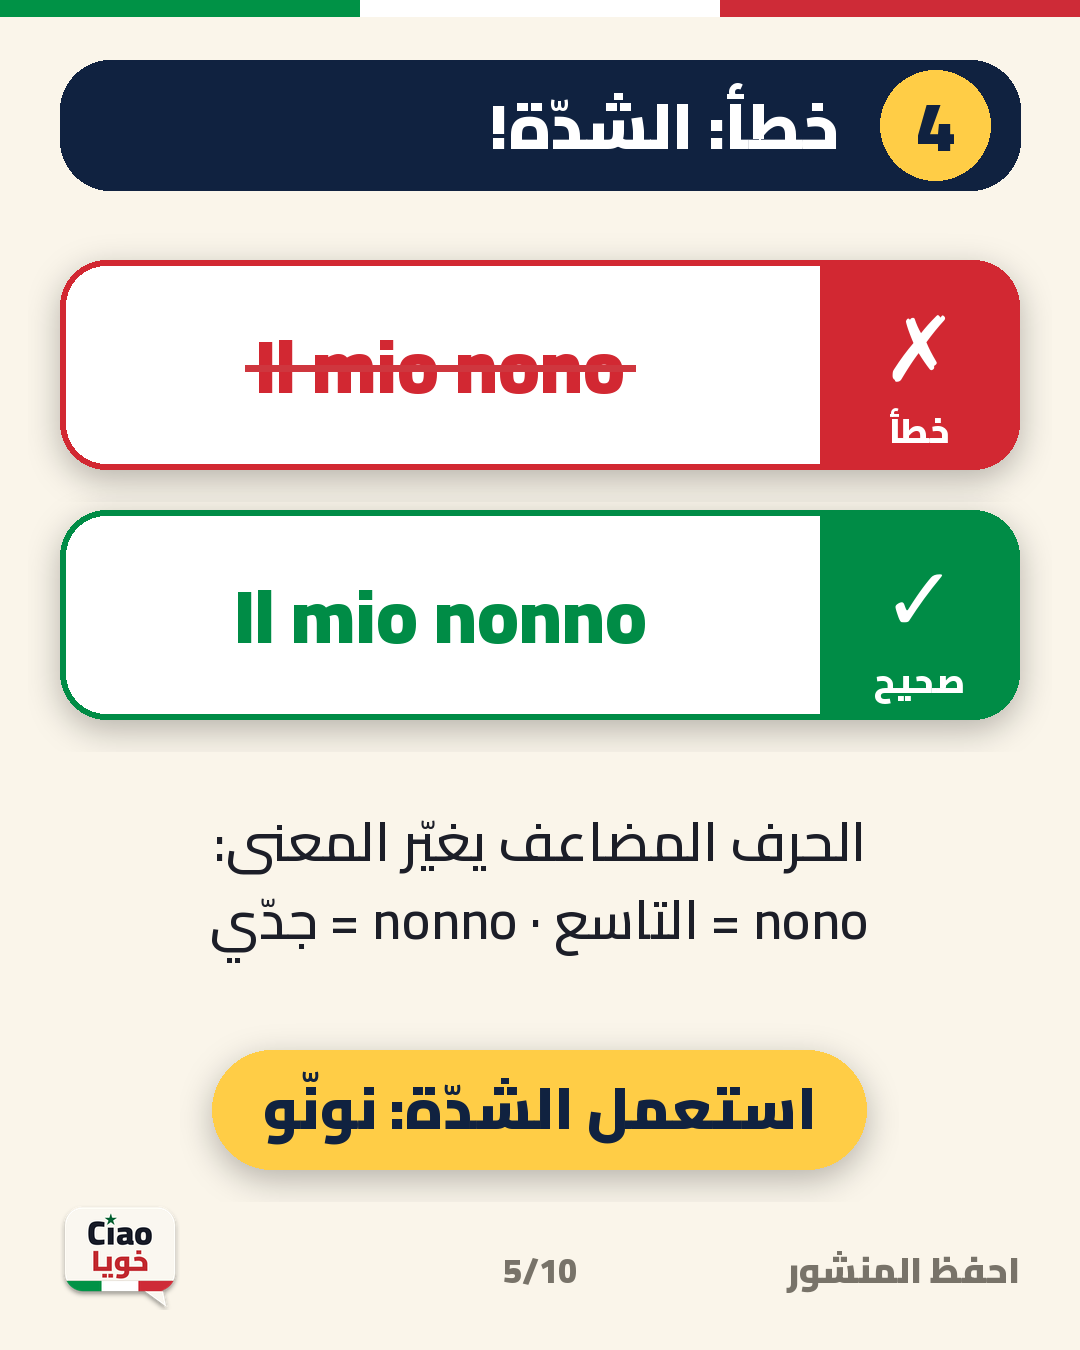 4 خطأ: الشدّة!
Il mio nono
✗
خطأ
Il mio nonno
✓
صحيح
الحرف المضاعف يغيّر المعنى:
nono = التاسع · nonno = جدّي
استعمل الشدّة: نونّو
احفظ المنشور
5/10
Ciao
خويا